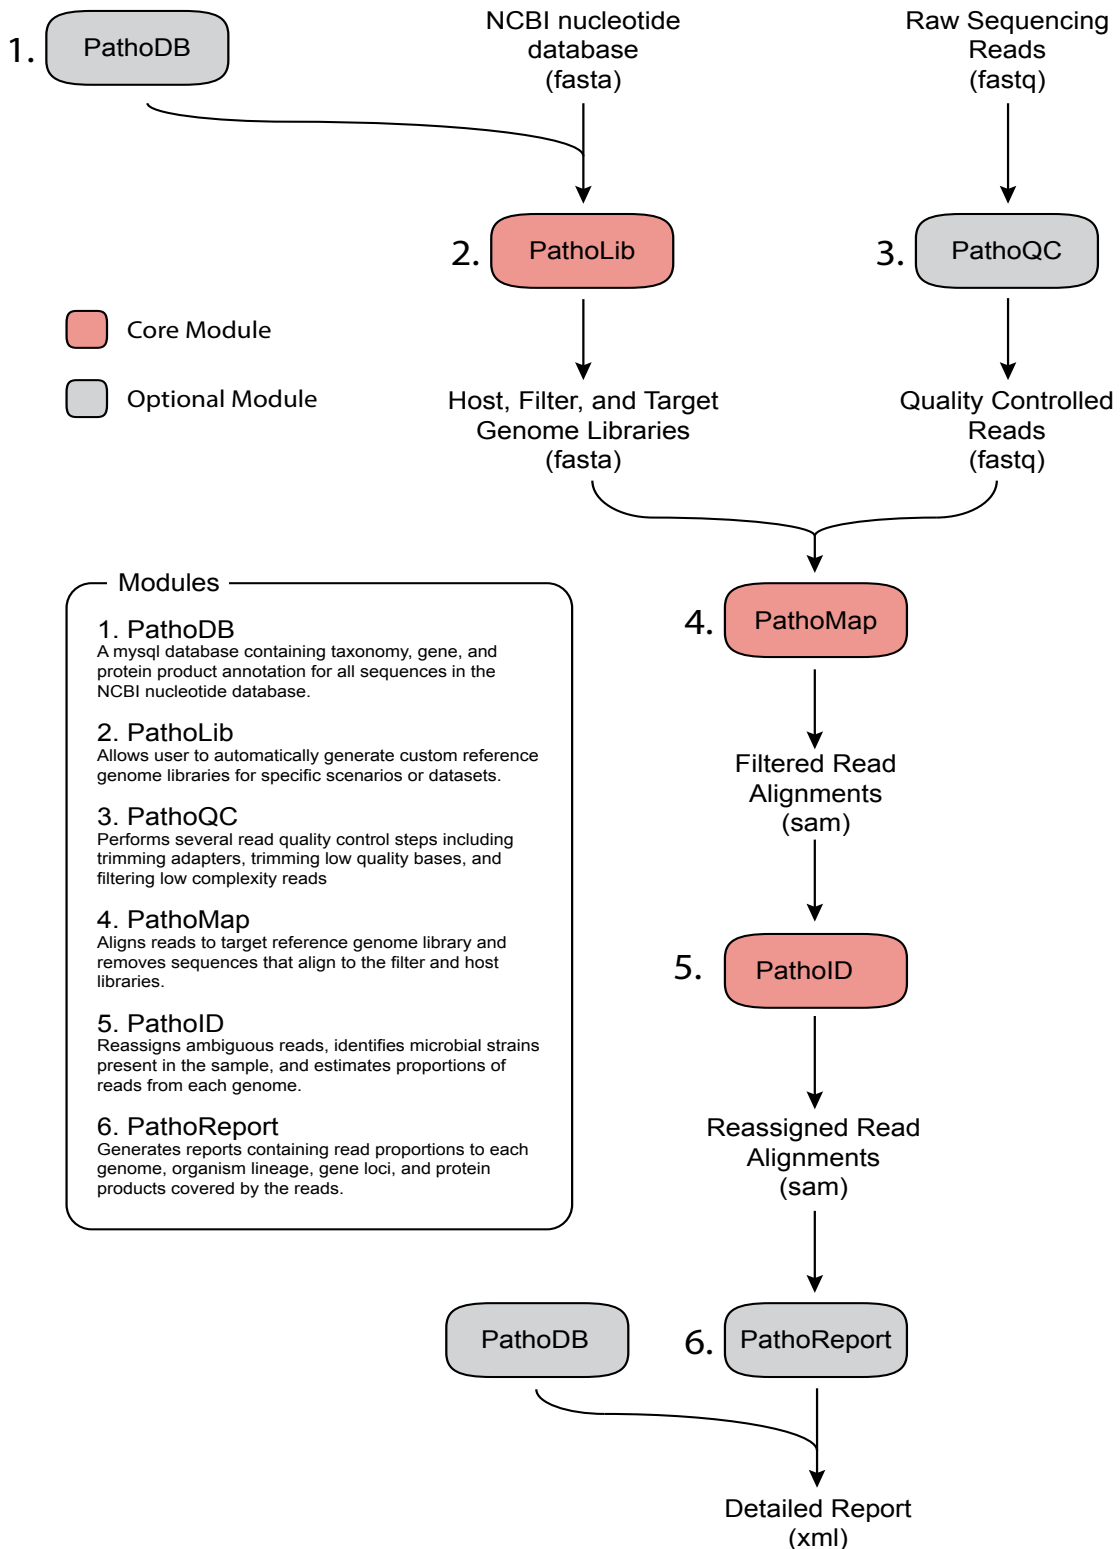 1.
PathoDB
NCBI nucleotide
database
(fasta)
Raw Sequencing
Reads
(fastq)
2.
PathoLib
3.
PathoQC
Core Module
Optional Module
Host, Filter, and Target
Genome Libraries
(fasta)
Quality Controlled
Reads
(fastq)
Modules
1. PathoDB
A mysql database containing taxonomy, gene, and
protein product annotation for all sequences in the
NCBI nucleotide database.
2. PathoLib
Allows user to automatically generate custom reference
genome libraries for specific scenarios or datasets.
3. PathoQC
Performs several read quality control steps including
trimming adapters, trimming low quality bases, and
filtering low complexity reads
4. PathoMap
Aligns reads to target reference genome library and
removes sequences that align to the filter and host
libraries.
5. PathoID
Reassigns ambiguous reads, identifies microbial strains
present in the sample, and estimates proportions of
reads from each genome.
6. PathoReport
Generates reports containing read proportions to each
genome, organism lineage, gene loci, and protein
products covered by the reads.
4.
PathoMap
Filtered Read
Alignments
(sam)
5.
PathoID
Reassigned Read
Alignments
(sam)
PathoDB
6.
PathoReport
Detailed Report
(xml)